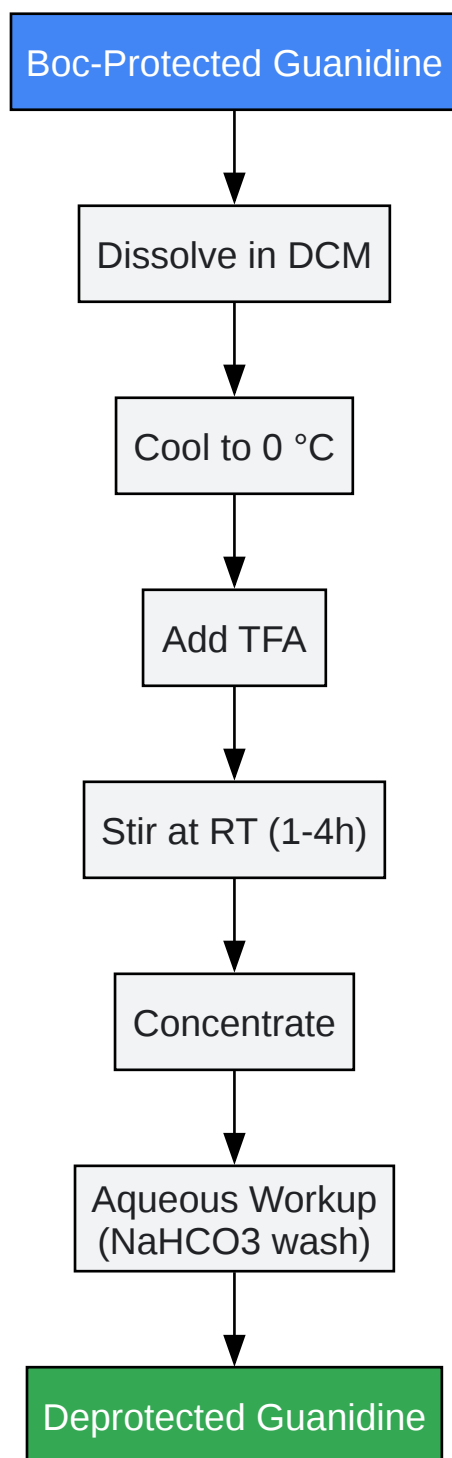 Boc-Protected Guanidine
Dissolve in DCM
Cool to 0 °C
Add TFA
Stir at RT (1-4h)
Concentrate
Aqueous Workup
(NaHCO3 wash)
Deprotected Guanidine